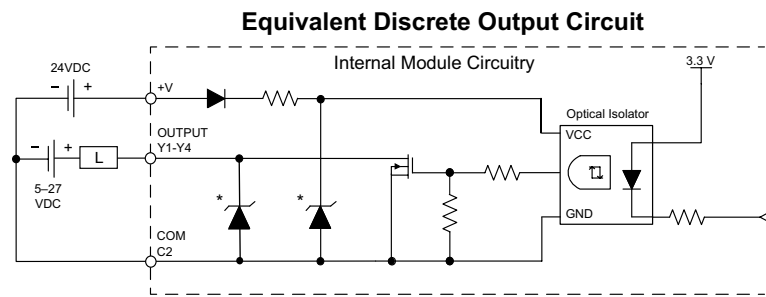 Equivalent Discrete Output Circuit
Internal Module Circuitry
24VDC
− +
+V
3.3 V
Optical Isolator
VCC
OUTPUT
Y1-Y4
− +
L
5–27
VDC
* *
GND
COM
C2